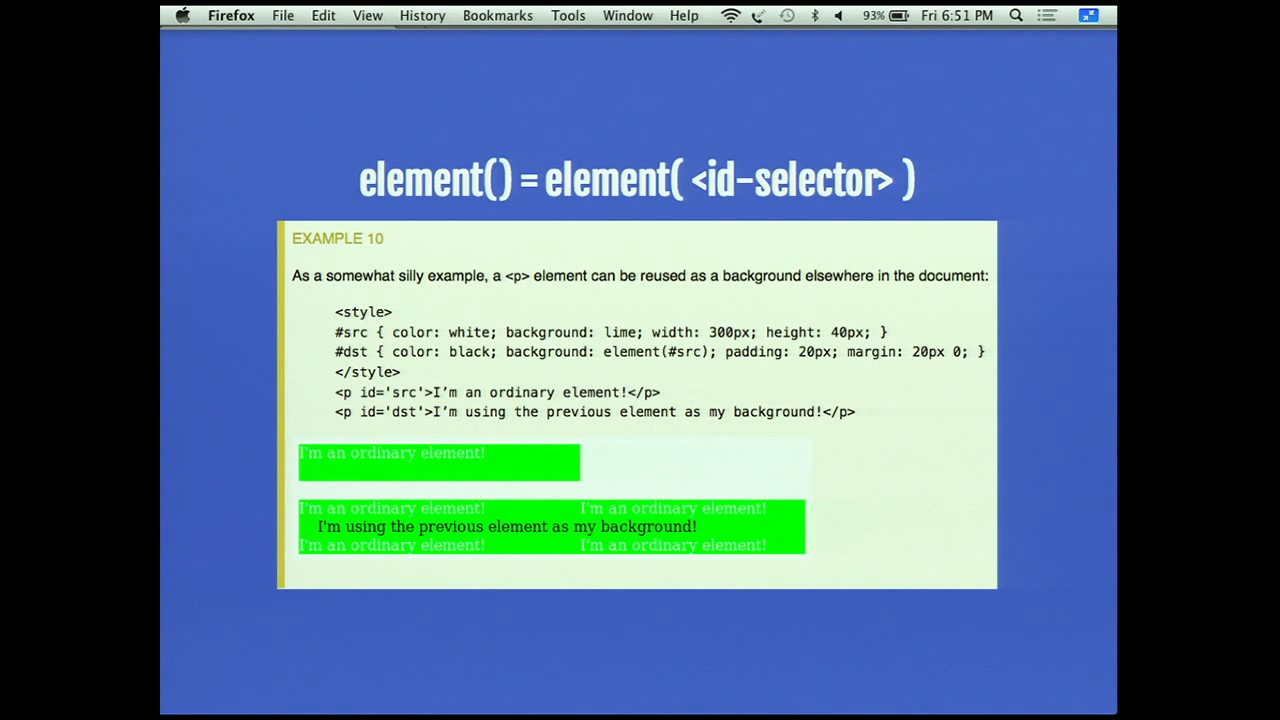 Firefox File Edit View History Bookmarks Tools Window Help 93% Fri 6:51 PM
element() = element( <id-selector> )
EXAMPLE 10
As a somewhat silly example, a <p> element can be reused as a background elsewhere in the document:
<style>
#src { color: white; background: lime; width: 300px; height: 40px; }
#dst { color: black; background: element(#src); padding: 20px; margin: 20px 0; }
</style>
<p id='src'>I’m an ordinary element!</p>
<p id='dst'>I’m using the previous element as my background!</p>
I'm an ordinary element!
I'm an ordinary element! I'm an ordinary element!
I'm using the previous element as my background!
I'm an ordinary element! I'm an ordinary element!